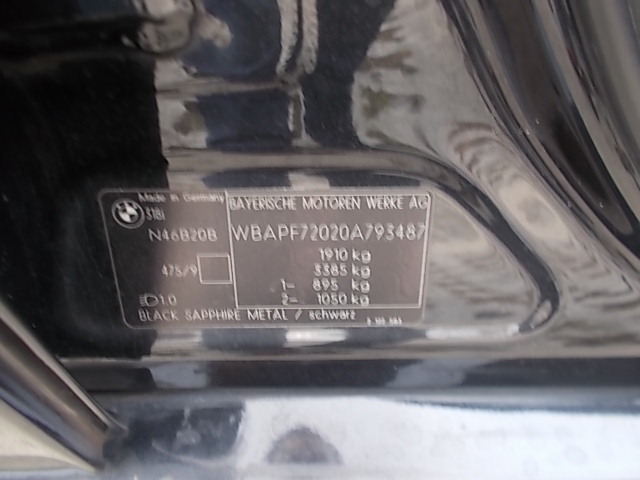 Made in Germany
BAYERISCHE MOTOREN WERKE AG
318i
N46B20B
WBAPF72020A793487
1910 kg
475/9
3385 kg
1– 895 kg
1.0
2– 1050 kg
BLACK SAPPHIRE METAL / schwarz